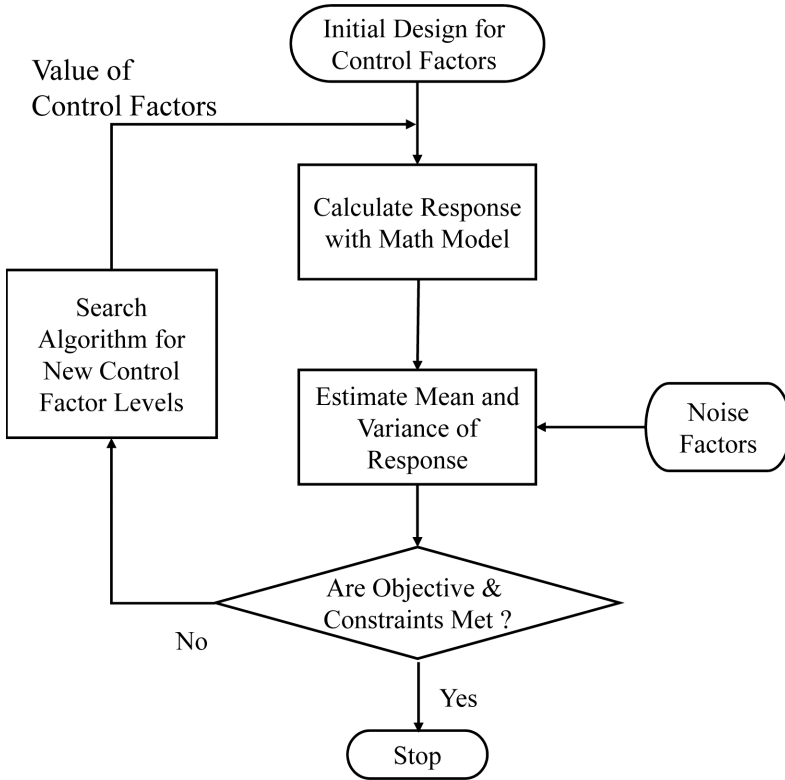 Initial Design for
Control Factors
Value of
Control Factors
Calculate Response
with Math Model
Search
Algorithm for
New Control
Factor Levels
Estimate Mean and
Variance of
Response
Noise
Factors
Are Objective &
Constraints Met ?
No
Yes
Stop